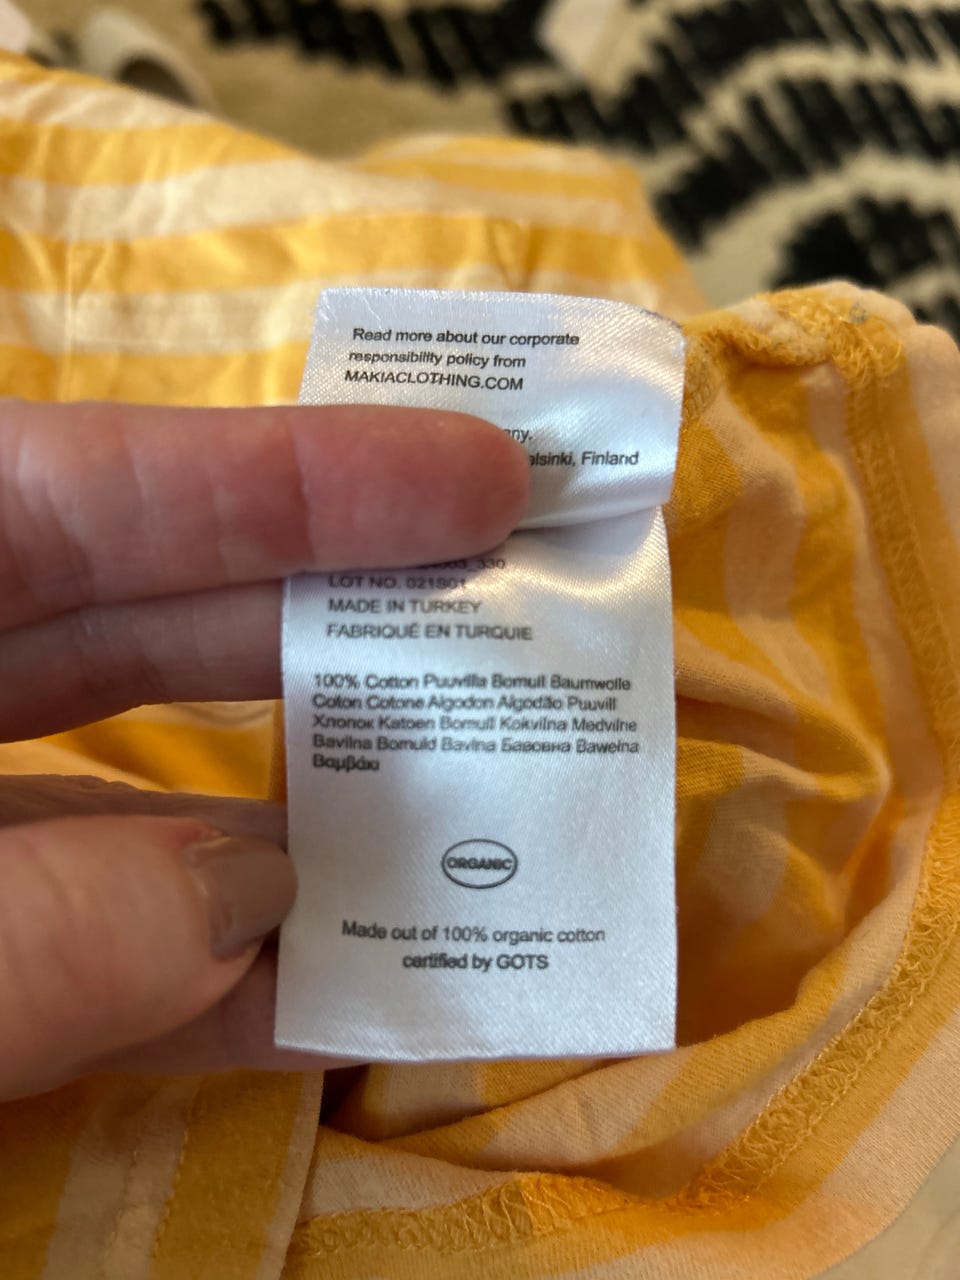 Read more about our corporate
responsibility policy from
MAKIACLOTHING.COM
Finland
LOT NO. 021S01
MADE IN TURKEY
FABRIQUÉ EN TURQUIE
100% Cotton Puuvilla Bomull Baumwolle
Coton Cotone Algodon Algodão Puuvill
Хлопок Katoen Bomull Kokvilna Medvilne
Bavlna Bomuld Bavlna Бавовна Bawełna
Βαμβάκι
ORGANIC
Made out of 100% organic cotton
certified by GOTS